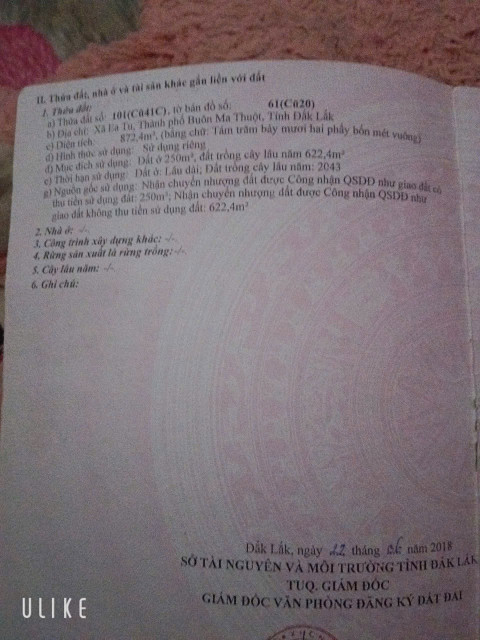 II. Thửa đất, nhà ở và tài sản khác gắn liền với đất
1. Thửa đất:
a) Thửa đất số: 101(Cũ41C), tờ bản đồ số: 61(Cũ20)
b) Địa chỉ: Xã Ea Tu, Thành phố Buôn Ma Thuột, Tỉnh Đắk Lắk
c) Diện tích: 872,4m², (bằng chữ: Tám trăm bảy mươi hai phẩy bốn mét vuông)
d) Hình thức sử dụng: Sử dụng riêng
đ) Mục đích sử dụng: Đất ở 250m², đất trồng cây lâu năm 622,4m²
e) Thời hạn sử dụng: Đất ở: Lâu dài; Đất trồng cây lâu năm: 2043
g) Nguồn gốc sử dụng: Nhận chuyển nhượng đất được Công nhận QSDĐ như giao đất có
thu tiền sử dụng đất: 250m²; Nhận chuyển nhượng đất được Công nhận QSDĐ như
giao đất không thu tiền sử dụng đất: 622,4m²
2. Nhà ở: -/-.
3. Công trình xây dựng khác: -/-.
4. Rừng sản xuất là rừng trồng: -/-.
5. Cây lâu năm: -/-.
6. Ghi chú:
Đắk Lắk, ngày 22 tháng 06 năm 2018
SỞ TÀI NGUYÊN VÀ MÔI TRƯỜNG TỈNH ĐẮK LẮK
TUQ. GIÁM ĐỐC
GIÁM ĐỐC VĂN PHÒNG ĐĂNG KÝ ĐẤT ĐAI
ULIKE